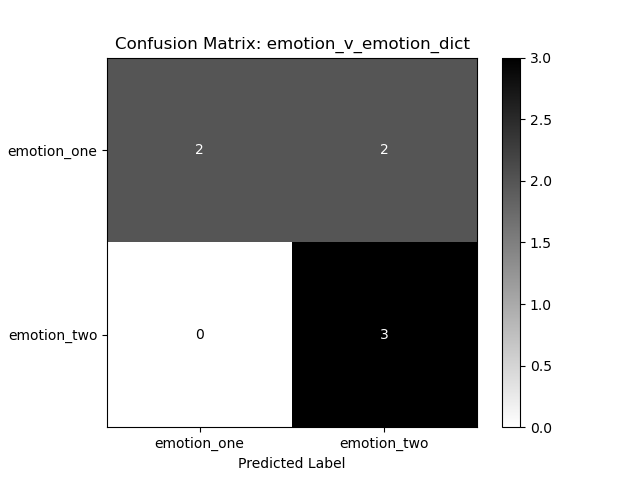 Confusion Matrix: emotion_v_emotion_dict
3.0
2.5
emotion_one
2
2
2.0
1.5
1.0
emotion_two
0
3
0.5
0.0
emotion_one
emotion_two
Predicted Label